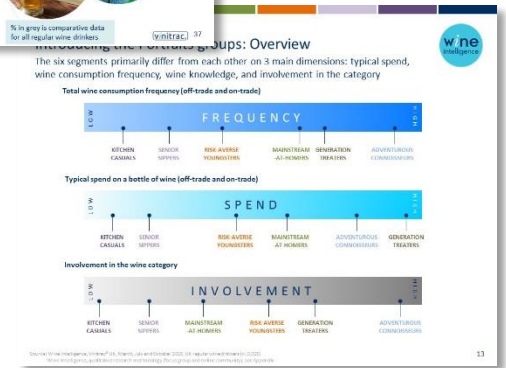 % in grey is comparative data
for all regular wine drinkers
vinitrac. 37
Introducing the Portraits groups: Overview
wine
intelligence
The six segments primarily differ from each other on 3 main dimensions: typical spend,
wine consumption frequency, wine knowledge, and involvement in the category
Total wine consumption frequency (off-trade and on-trade)
LOW FREQUENCY HIGH
KITCHEN CASUALS SENIOR SIPPERS RISK-AVERSE YOUNGSTERS MAINSTREAM -AT-HOMERS GENERATION TREATERS ADVENTUROUS CONNOISSEURS
Typical spend on a bottle of wine (off-trade and on-trade)
LOW SPEND HIGH
KITCHEN CASUALS SENIOR SIPPERS RISK-AVERSE YOUNGSTERS MAINSTREAM AT-HOMERS ADVENTUROUS CONNOISSEURS GENERATION TREATERS
Involvement in the wine category
LOW INVOLVEMENT HIGH
KITCHEN CASUALS SENIOR SIPPERS MAINSTREAM -AT-HOMERS RISK-AVERSE YOUNGSTERS GENERATION TREATERS ADVENTUROUS CONNOISSEURS
13